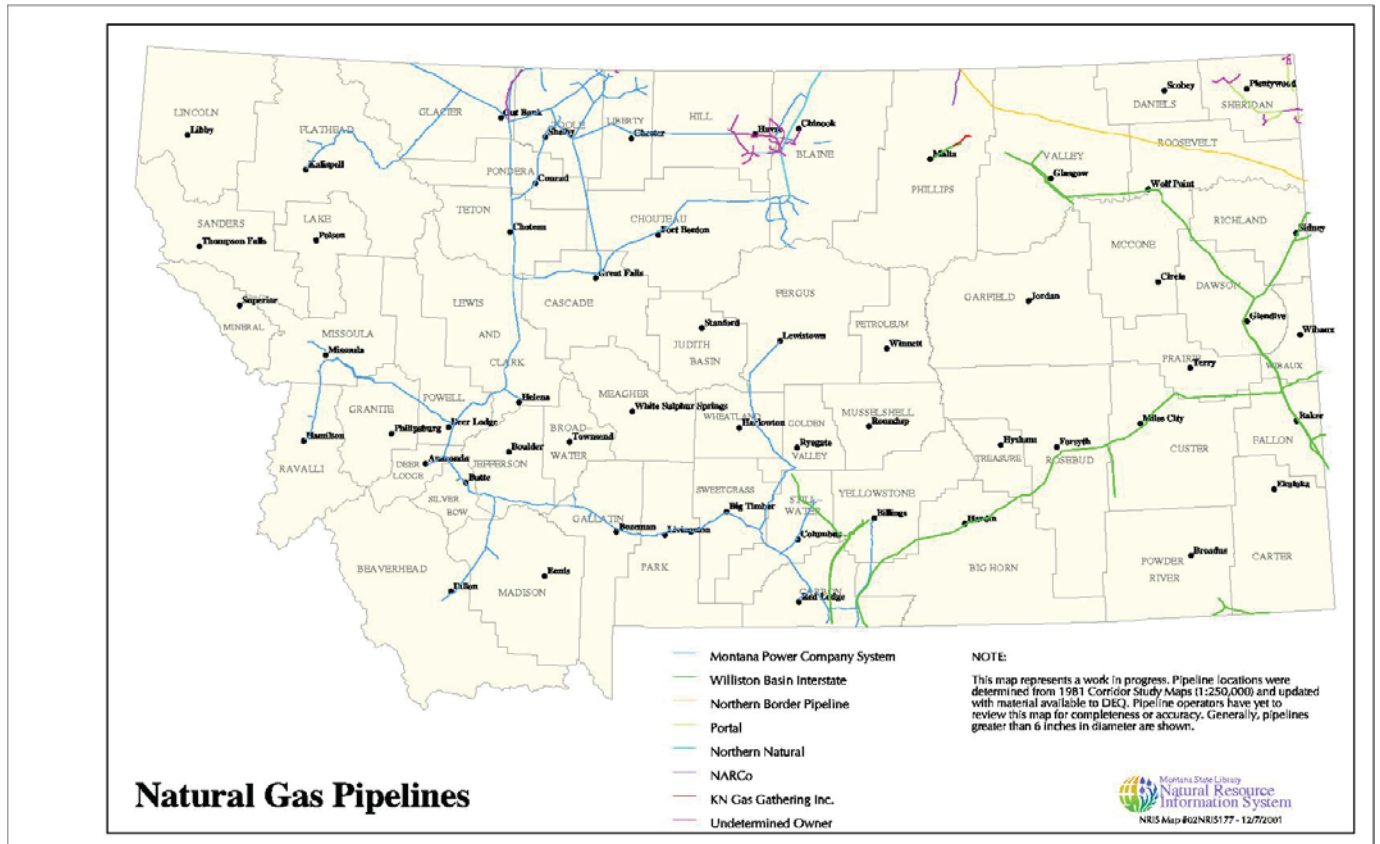 LINCOLN
Libby
FLATHEAD
Kalispell
GLACIER
Cut Bank
TOOLE
Shelby
LIBERTY
Chester
HILL
Havre
Chinook
BLAINE
Malta
PHILLIPS
VALLEY
Glasgow
DANIELS
Scobey
SHERIDAN
Plentywood
ROOSEVELT
Wolf Point
PONDERA
Conrad
TETON
Choteau
CHOUTEAU
Fort Benton
SANDERS
Thompson Falls
LAKE
Polson
RICHLAND
Sidney
MCCONE
Circle
DAWSON
Glendive
Wibaux
WIBAUX
Superior
MINERAL
MISSOULA
Missoula
LEWIS
AND
CLARK
CASCADE
Great Falls
FERGUS
Lewistown
Stanford
JUDITH
BASIN
PETROLEUM
Winnett
GARFIELD
Jordan
PRAIRIE
Terry
POWELL
Helena
GRANITE
Philipsburg
Deer Lodge
MEAGHER
White Sulphur Springs
WHEATLAND
Harlowton
GOLDEN
VALLEY
Ryegate
MUSSELSHELL
Roundup
Hysham
TREASURE
Forsyth
ROSEBUD
Miles City
CUSTER
FALLON
Baker
Hamilton
RAVALLI
Anaconda
DEER
LODGE
Boulder
JEFFERSON
BROAD-
WATER
Townsend
Butte
SILVER
BOW
GALLATIN
Bozeman
Livingston
SWEETGRASS
Big Timber
STILL
WATER
Columbus
YELLOWSTONE
Billings
Hardin
BIG HORN
Ekalaka
Broadus
POWDER
RIVER
CARTER
BEAVERHEAD
Dillon
Ennis
MADISON
PARK
CARBON
Red Lodge
Montana Power Company System
Williston Basin Interstate
Northern Border Pipeline
Portal
Northern Natural
NARCo
KN Gas Gathering Inc.
Undetermined Owner
NOTE:
This map represents a work in progress. Pipeline locations were
determined from 1981 Corridor Study Maps (1:250,000) and updated
with material available to DEQ. Pipeline operators have yet to
review this map for completeness or accuracy. Generally, pipelines
greater than 6 inches in diameter are shown.
Natural Gas Pipelines
Montana State Library
Natural Resource
Information System
NRIS Map #02NRIS177 - 12/7/2001